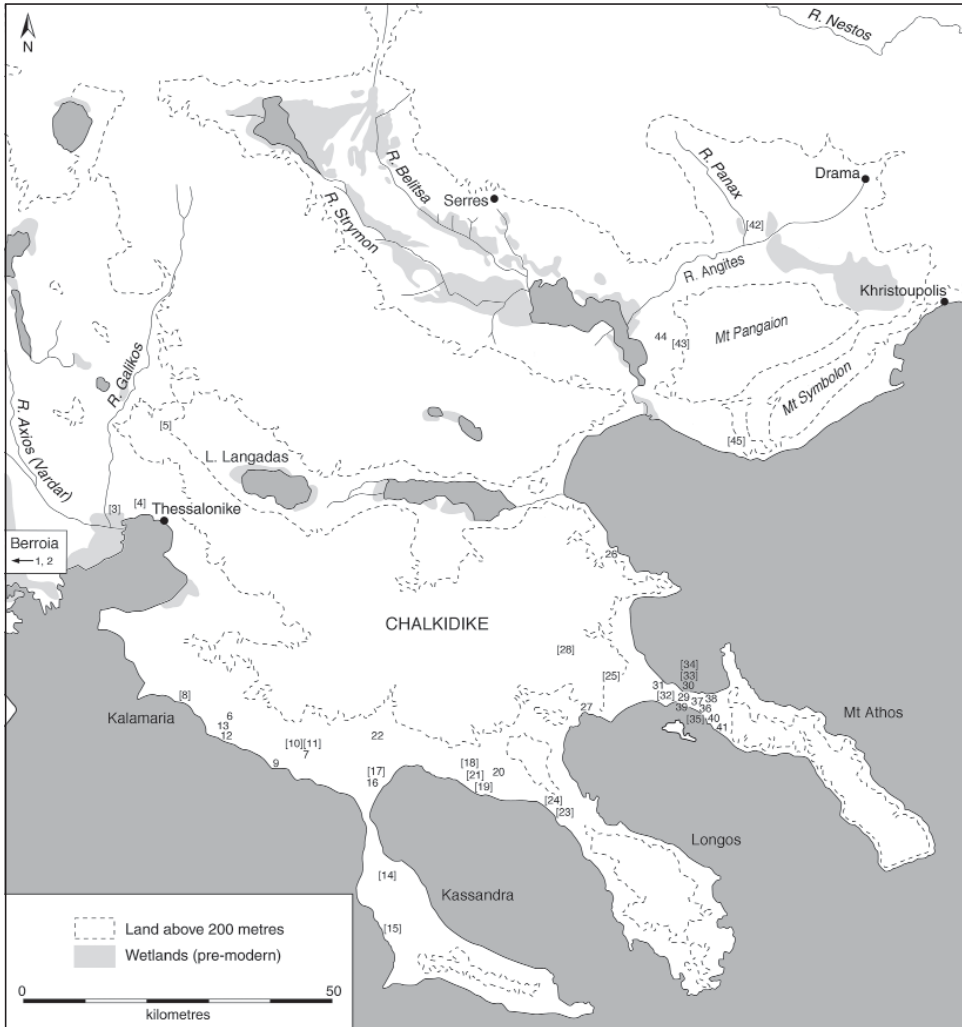 N
R. Nestos
R. Belitsa
R. Panax
Drama
Serres
R. Strymon
[42]
R. Angites
Khristoupolis
44
[43]
Mt Pangaion
R. Galikos
Mt Symbolon
R. Axios (Vardar)
[5]
[45]
L. Langadas
[3]
[4]
Thessalonike
Berroia
1, 2
26
CHALKIDIKE
[28]
[34]
[33]
30
[25]
31
[32]
29
38
37
[8]
27
39
36
Kalamaria
6
[35]
40
Mt Athos
13
41
12
22
[10][11]
7
9
[18]
[17]
[21]
20
16
[19]
[24]
[23]
Longos
[14]
Kassandra
[15]
Land above 200 metres
Wetlands (pre-modern)
0
50
kilometres